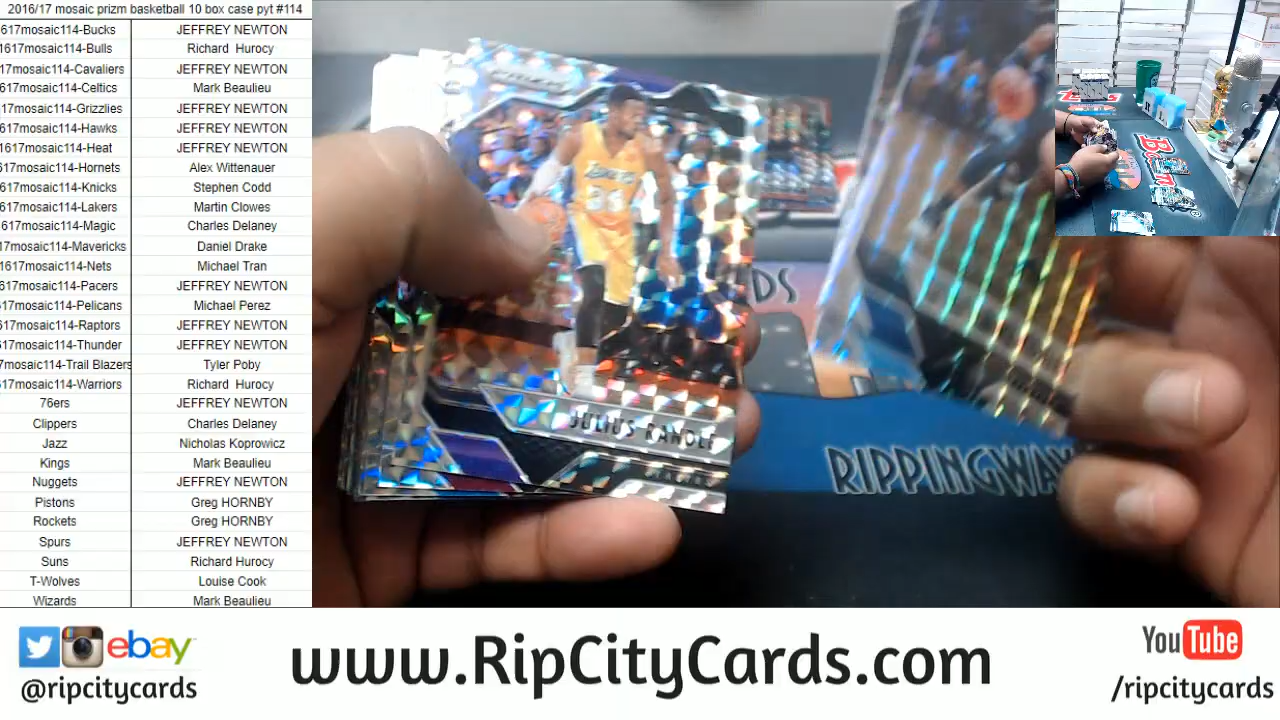 2016/17 mosaic prizm basketball 10 box case pyt #114
1617mosaic114-Bucks JEFFREY NEWTON
1617mosaic114-Bulls Richard Hurocy
17mosaic114-Cavaliers JEFFREY NEWTON
617mosaic114-Celtics Mark Beaulieu
617mosaic114-Grizzlies JEFFREY NEWTON
617mosaic114-Hawks JEFFREY NEWTON
1617mosaic114-Heat JEFFREY NEWTON
617mosaic114-Hornets Alex Wittenauer
617mosaic114-Knicks Stephen Codd
617mosaic114-Lakers Martin Clowes
617mosaic114-Magic Charles Delaney
17mosaic114-Mavericks Daniel Drake
1617mosaic114-Nets Michael Tran
617mosaic114-Pacers JEFFREY NEWTON
617mosaic114-Pelicans Michael Perez
617mosaic114-Raptors JEFFREY NEWTON
617mosaic114-Thunder JEFFREY NEWTON
7mosaic114-Trail Blazers Tyler Poby
17mosaic114-Warriors Richard Hurocy
76ers JEFFREY NEWTON
Clippers Charles Delaney
Jazz Nicholas Koprowicz
Kings Mark Beaulieu
Nuggets JEFFREY NEWTON
Pistons Greg HORNBY
Rockets Greg HORNBY
Spurs JEFFREY NEWTON
Suns Richard Hurocy
T-Wolves Louise Cook
Wizards Mark Beaulieu
LAKERS
30
JULIUS RANDLE
DS
RIPPINGWAX
ebay
@ripcitycards
www.RipCityCards.com
YouTube
/ripcitycards